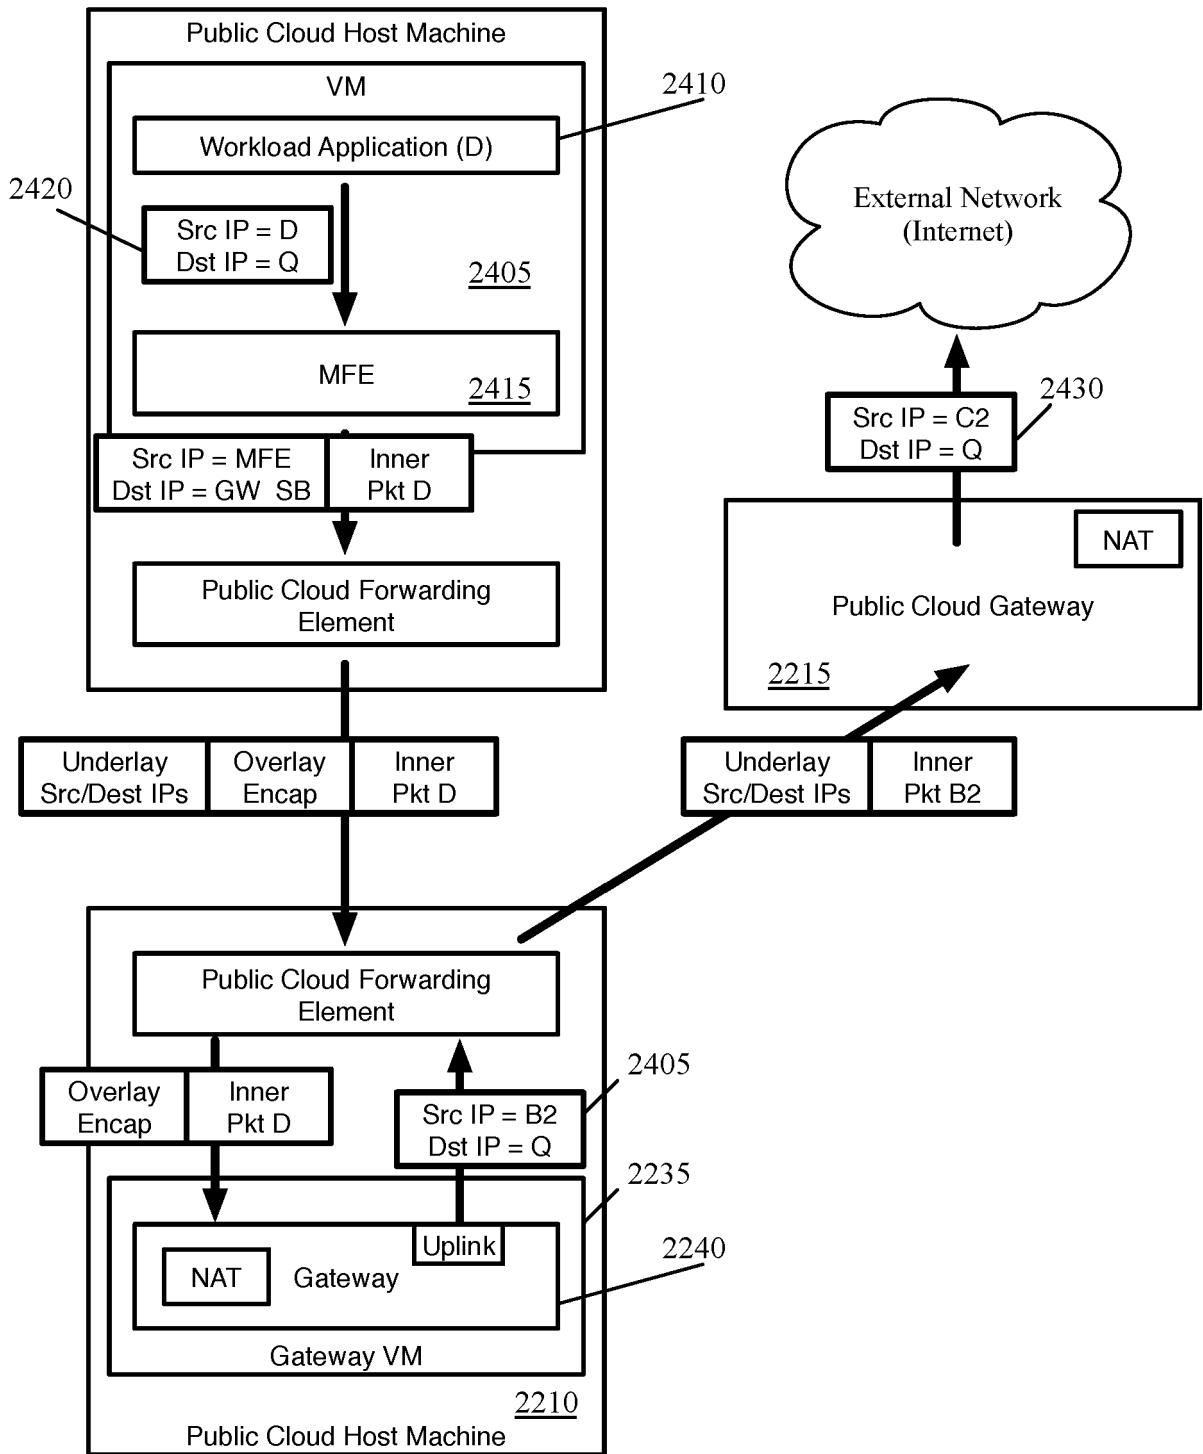 Public Cloud Host Machine
VM
2410
Workload Application (D)
2420
Src IP = D
Dst IP = Q
2405
MFE
2415
Src IP = MFE
Dst IP = GW SB
Inner
Pkt D
Public Cloud Forwarding
Element
External Network
(Internet)
2430
Src IP = C2
Dst IP = Q
NAT
Public Cloud Gateway
2215
Underlay
Src/Dest IPs
Overlay
Encap
Inner
Pkt D
Underlay
Src/Dest IPs
Inner
Pkt B2
Public Cloud Forwarding
Element
Overlay
Encap
Inner
Pkt D
2405
Src IP = B2
Dst IP = Q
2235
Uplink
2240
NAT
Gateway
Gateway VM
2210
Public Cloud Host Machine